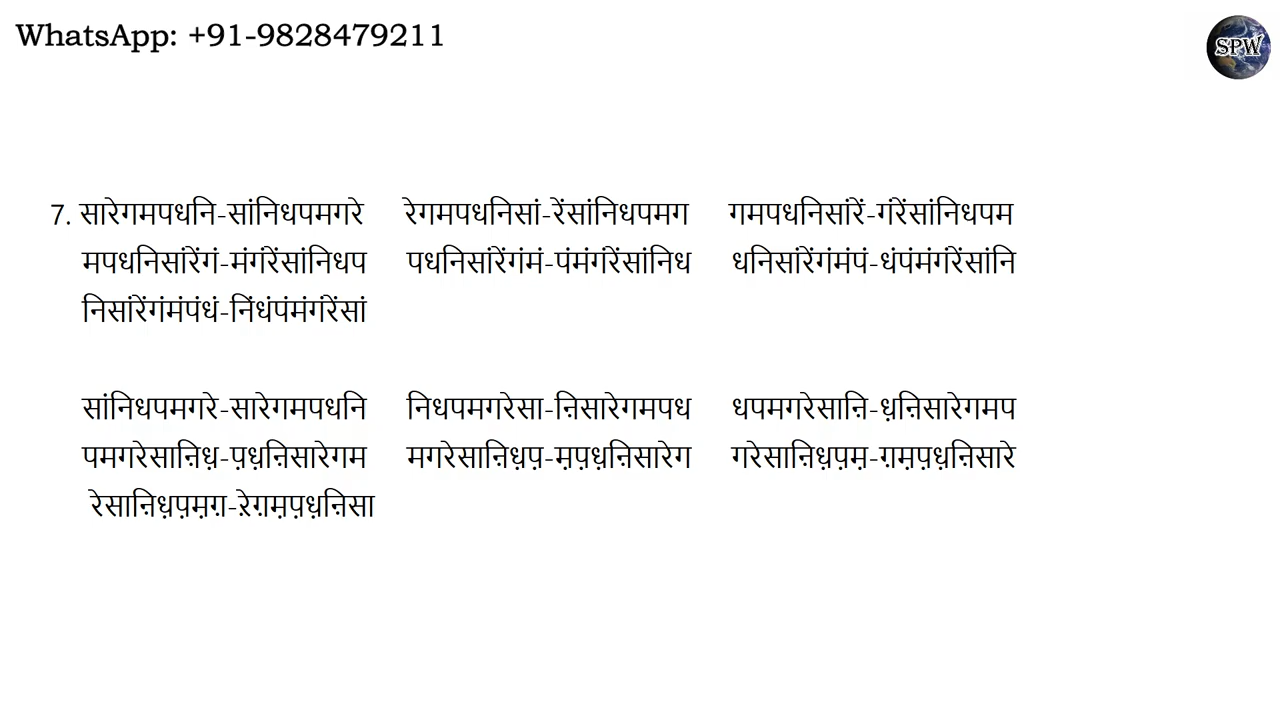 WhatsApp: +91-9828479211
SPW
7. सारेगमपधनि-सांनिधपमगरे रेगमपधनिसां-रेंसांनिधपमग गमपधनिसांरें-गंरेंसांनिधपम
मपधनिसांरेंगं-मंगंरेंसांनिधप पधनिसांरेंगंमं-पंमंगंरेंसांनिध धनिसांरेंगंमंपं-धंपंमंगंरेंसांनि
निसांरेंगंमंपंधं-निंधंपंमंगंरेंसां
सांनिधपमगरे-सारेगमपधनि निधपमगरेसा-ऩिसारेगमपध धपमगरेसाऩि-ध़ऩिसारेगमप
पमगरेसाऩिध़-प़ध़ऩिसारेगम मगरेसाऩिध़प़-म़प़ध़ऩिसारेग गरेसाऩिध़प़म़-ग़म़प़ध़ऩिसारे
रेसाऩिध़प़म़ग़-ऱेग़म़प़ध़ऩिसा